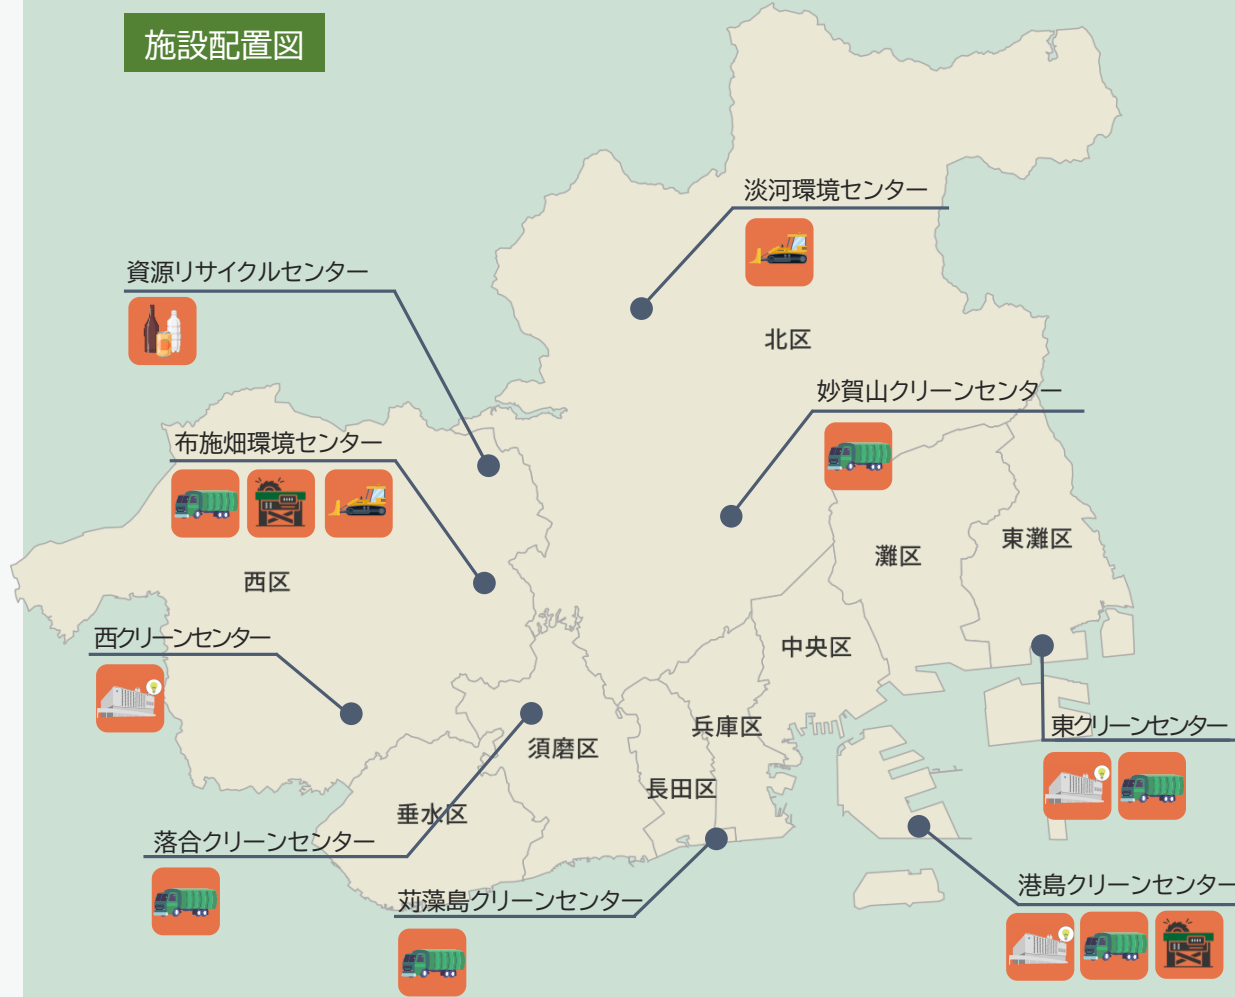 施設配置図
淡河環境センター
資源リサイクルセンター
北区
妙賀山クリーンセンター
布施畑環境センター
東灘区
灘区
西区
西クリーンセンター
中央区
兵庫区
東クリーンセンター
須磨区
長田区
垂水区
落合クリーンセンター
港島クリーンセンター
苅藻島クリーンセンター